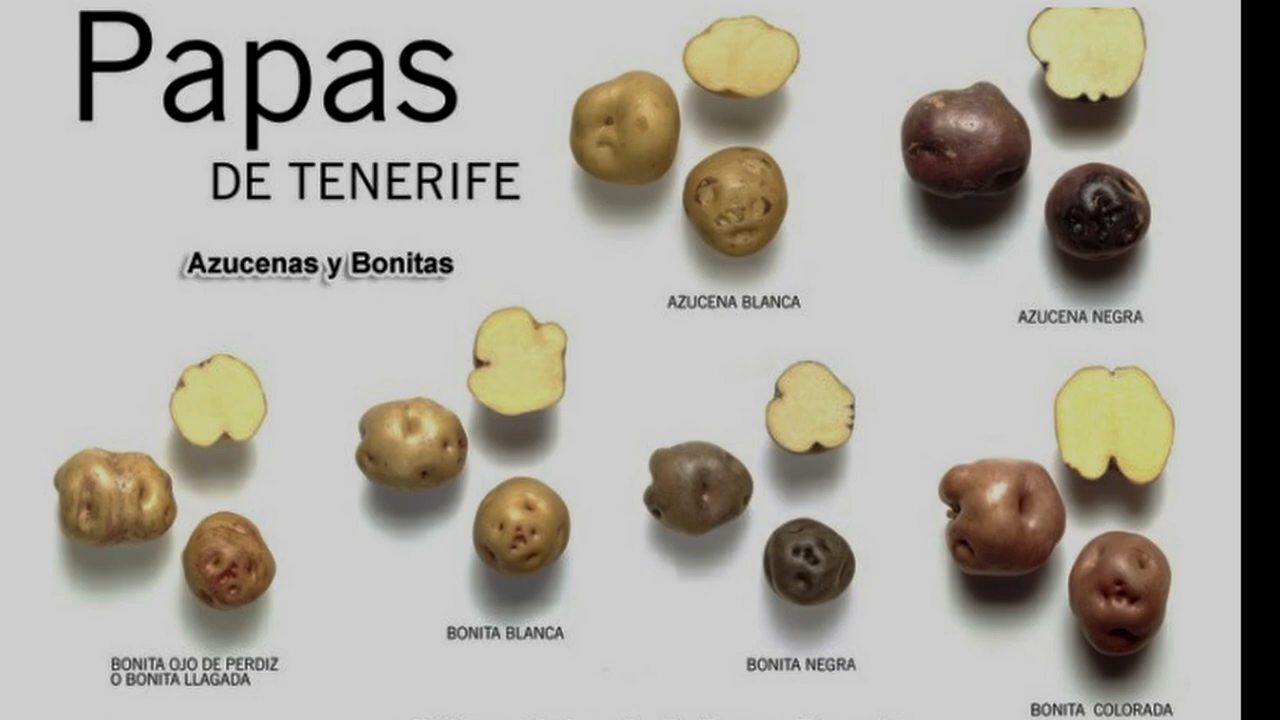 Papas
DE TENERIFE
Azucenas y Bonitas
AZUCENA BLANCA
AZUCENA NEGRA
BONITA OJO DE PERDIZ
O BONITA LLAGADA
BONITA BLANCA
BONITA NEGRA
BONITA COLORADA